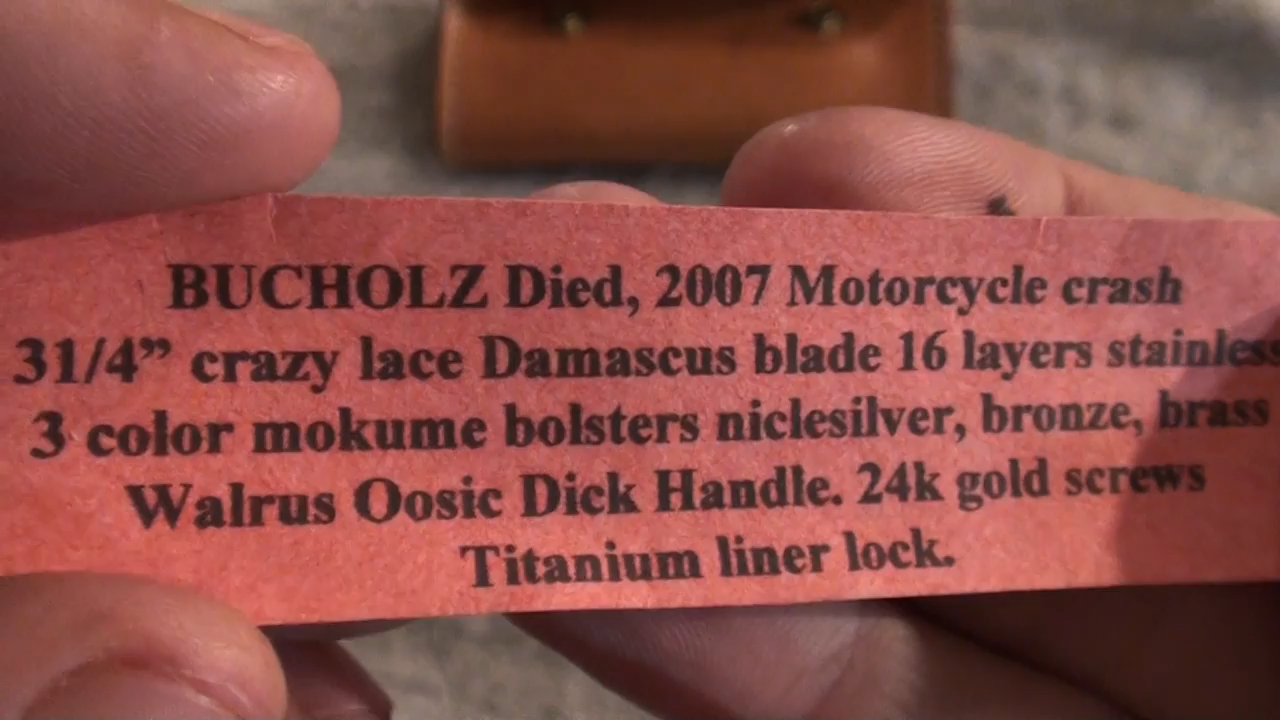 BUCHOLZ Died, 2007 Motorcycle crash
31/4” crazy lace Damascus blade 16 layers stainless
3 color mokume bolsters niclesilver, bronze, brass
Walrus Oosic Dick Handle. 24k gold screws
Titanium liner lock.